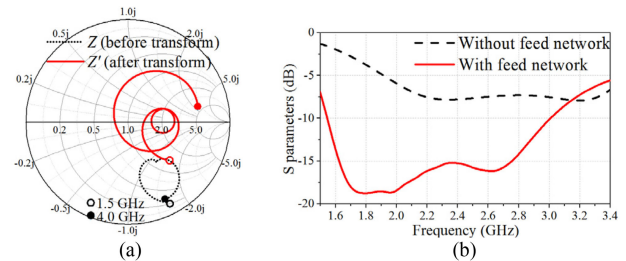 1.0j
0.5j
2.0j
Z (before transform)
Z′ (after transform)
0.2j
5.0j
0.2
0.5
1.0
2.0
5.0
-0.2j
-5.0j
1.5 GHz
4.0 GHz
-0.5j
-2.0j
-1.0j
(a)
0
-5
-10
-15
-20
S parameters (dB)
Without feed network
With feed network
1.6 1.8 2.0 2.2 2.4 2.6 2.8 3.0 3.2 3.4
Frequency (GHz)
(b)